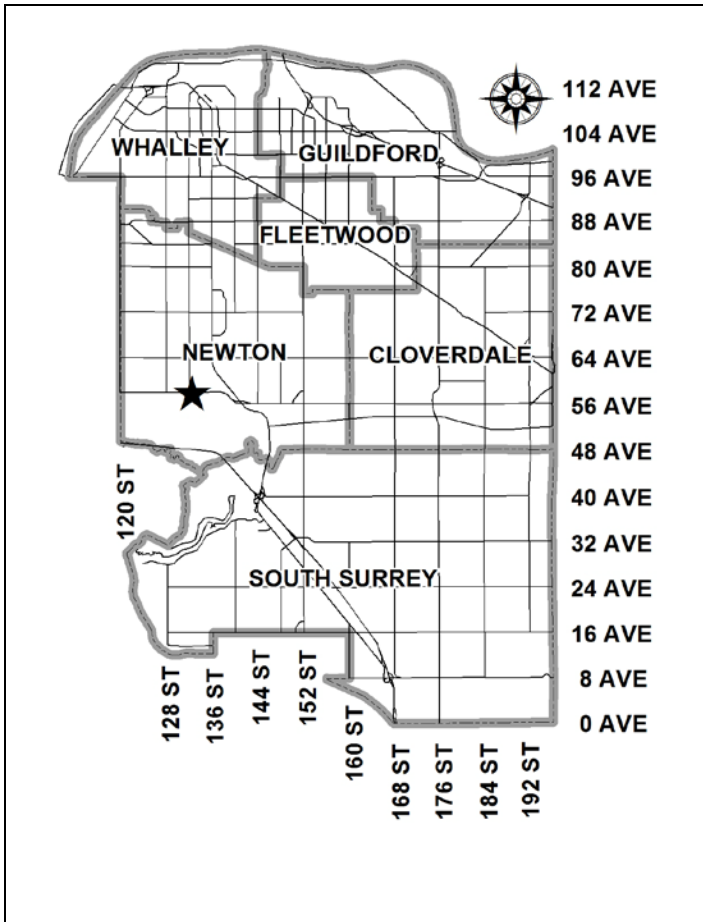 112 AVE
104 AVE
WHALLEY
GUILDFORD
96 AVE
88 AVE
FLEETWOOD
80 AVE
72 AVE
NEWTON
CLOVERDALE
64 AVE
56 AVE
48 AVE
120 ST
40 AVE
32 AVE
SOUTH SURREY
24 AVE
16 AVE
128 ST
136 ST
144 ST
152 ST
160 ST
8 AVE
0 AVE
168 ST
176 ST
184 ST
192 ST